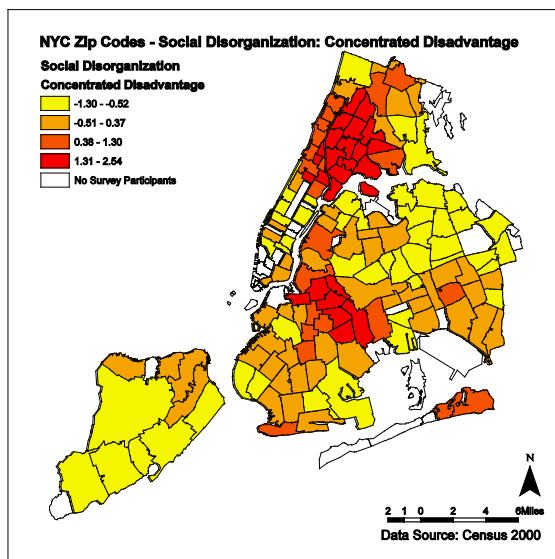 NYC Zip Codes - Social Disorganization: Concentrated Disadvantage
Social Disorganization
Concentrated Disadvantage
-1.30 - -0.52
-0.51 - 0.37
0.38 - 1.30
1.31 - 2.54
No Survey Participants
N
2 1 0 2 4 6Miles
Data Source: Census 2000